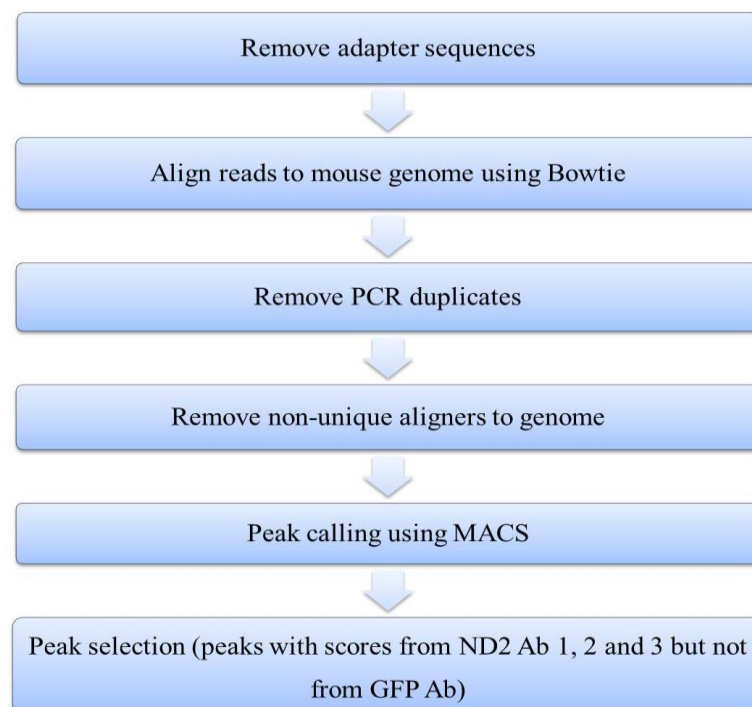 Remove adapter sequences
Align reads to mouse genome using Bowtie
Remove PCR duplicates
Remove non-unique aligners to genome
Peak calling using MACS
Peak selection (peaks with scores from ND2 Ab 1, 2 and 3 but not
from GFP Ab)